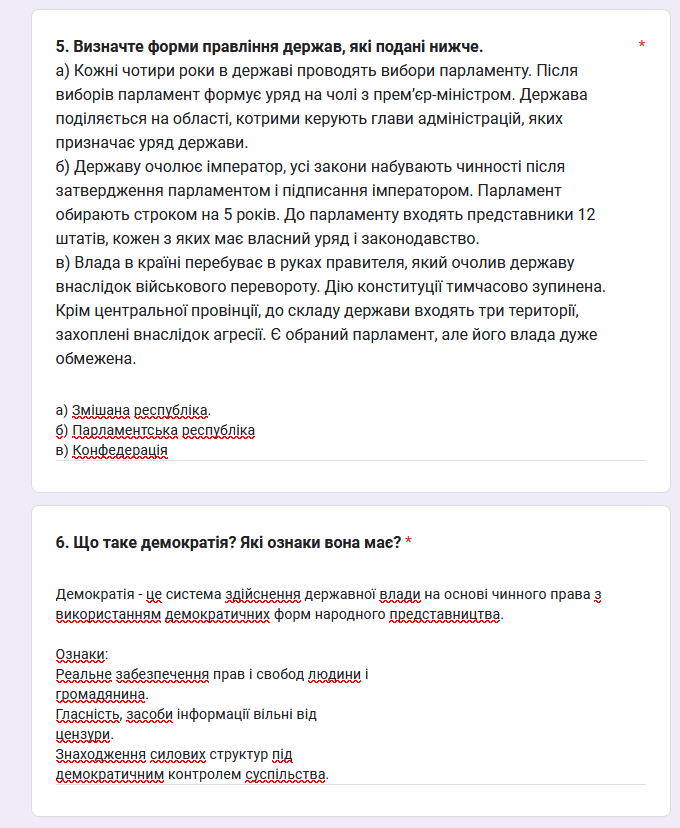 5. Визначте форми правління держав, які подані нижче. *
а) Кожні чотири роки в державі проводять вибори парламенту. Після
виборів парламент формує уряд на чолі з прем’єр-міністром. Держава
поділяється на області, котрими керують глави адміністрацій, яких
призначає уряд держави.
б) Державу очолює імператор, усі закони набувають чинності після
затвердження парламентом і підписання імператором. Парламент
обирають строком на 5 років. До парламенту входять представники 12
штатів, кожен з яких має власний уряд і законодавство.
в) Влада в країні перебуває в руках правителя, який очолив державу
внаслідок військового перевороту. Дію конституції тимчасово зупинена.
Крім центральної провінції, до складу держави входять три території,
захоплені внаслідок агресії. Є обраний парламент, але його влада дуже
обмежена.
а) Змішана республіка.
б) Парламентська республіка
в) Конфедерація
6. Що таке демократія? Які ознаки вона має? *
Демократія - це система здійснення державної влади на основі чинного права з
використанням демократичних форм народного представництва.
Ознаки:
Реальне забезпечення прав і свобод людини і
громадянина.
Гласність, засоби інформації вільні від
цензури.
Знаходження силових структур під
демократичним контролем суспільства.